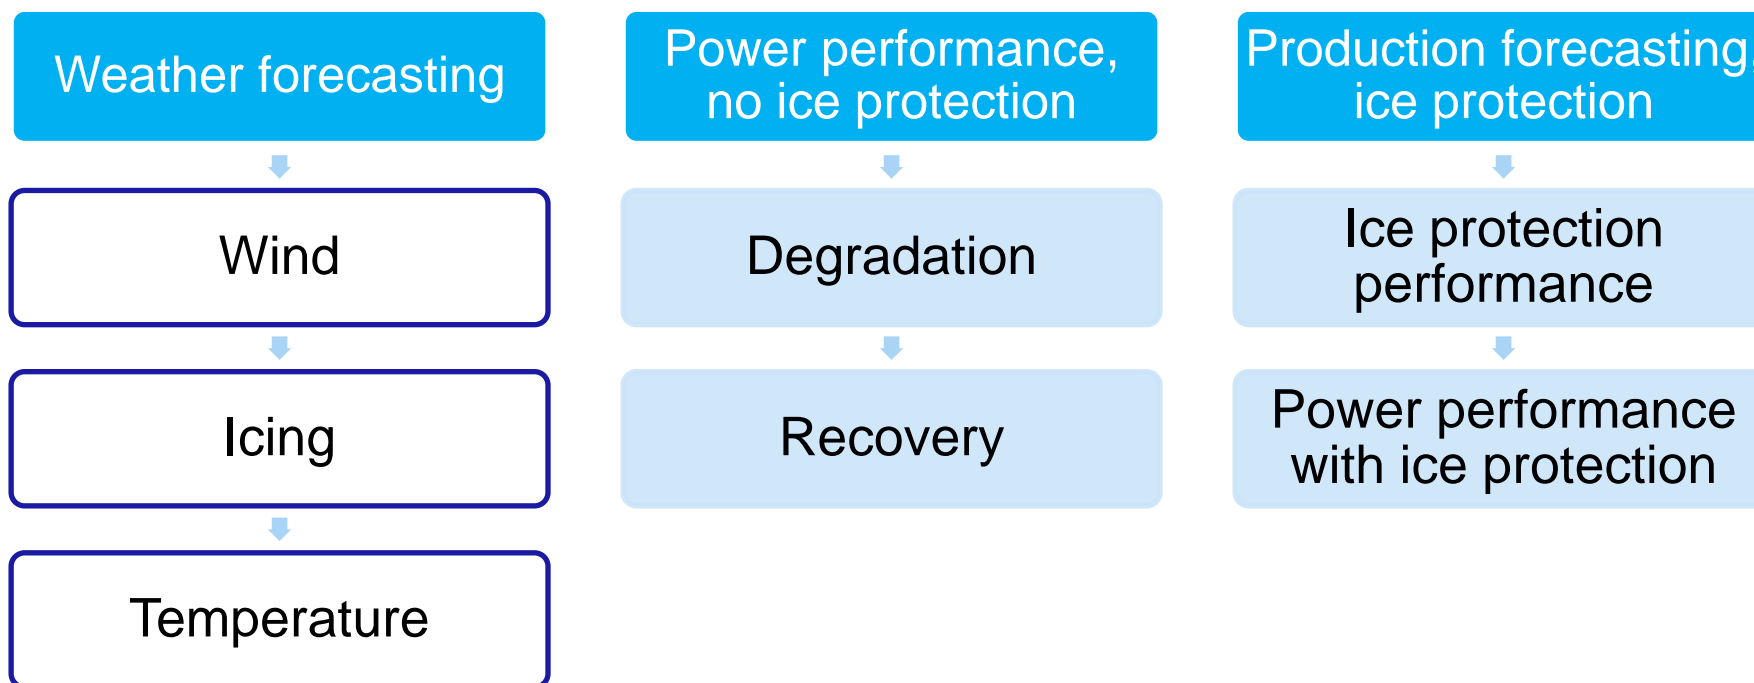 Weather forecasting
Wind
Icing
Temperature
Power performance,
no ice protection
Degradation
Recovery
Production forecasting,
ice protection
Ice protection
performance
Power performance
with ice protection